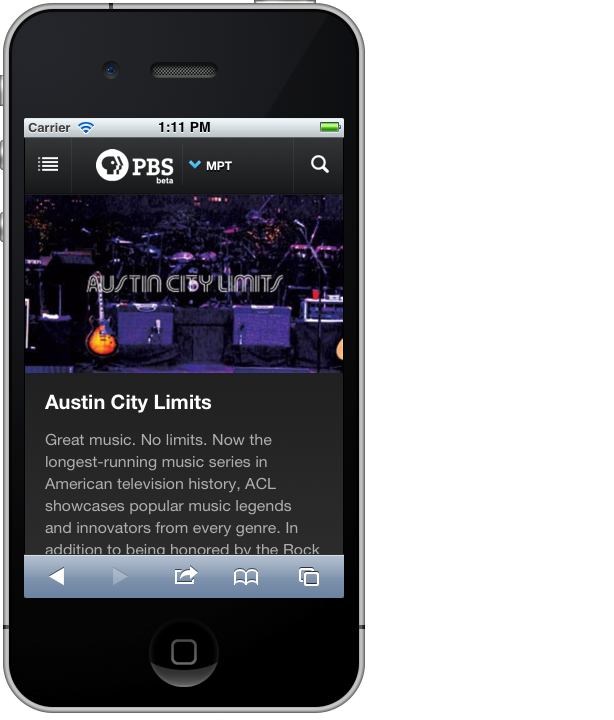 Carrier 1:11 PM
PBS
beta
MPT
AUSTIN CITY LIMITS
Austin City Limits
Great music. No limits. Now the
longest-running music series in
American television history, ACL
showcases popular music legends
and innovators from every genre. In
addition to being honored by the Rock